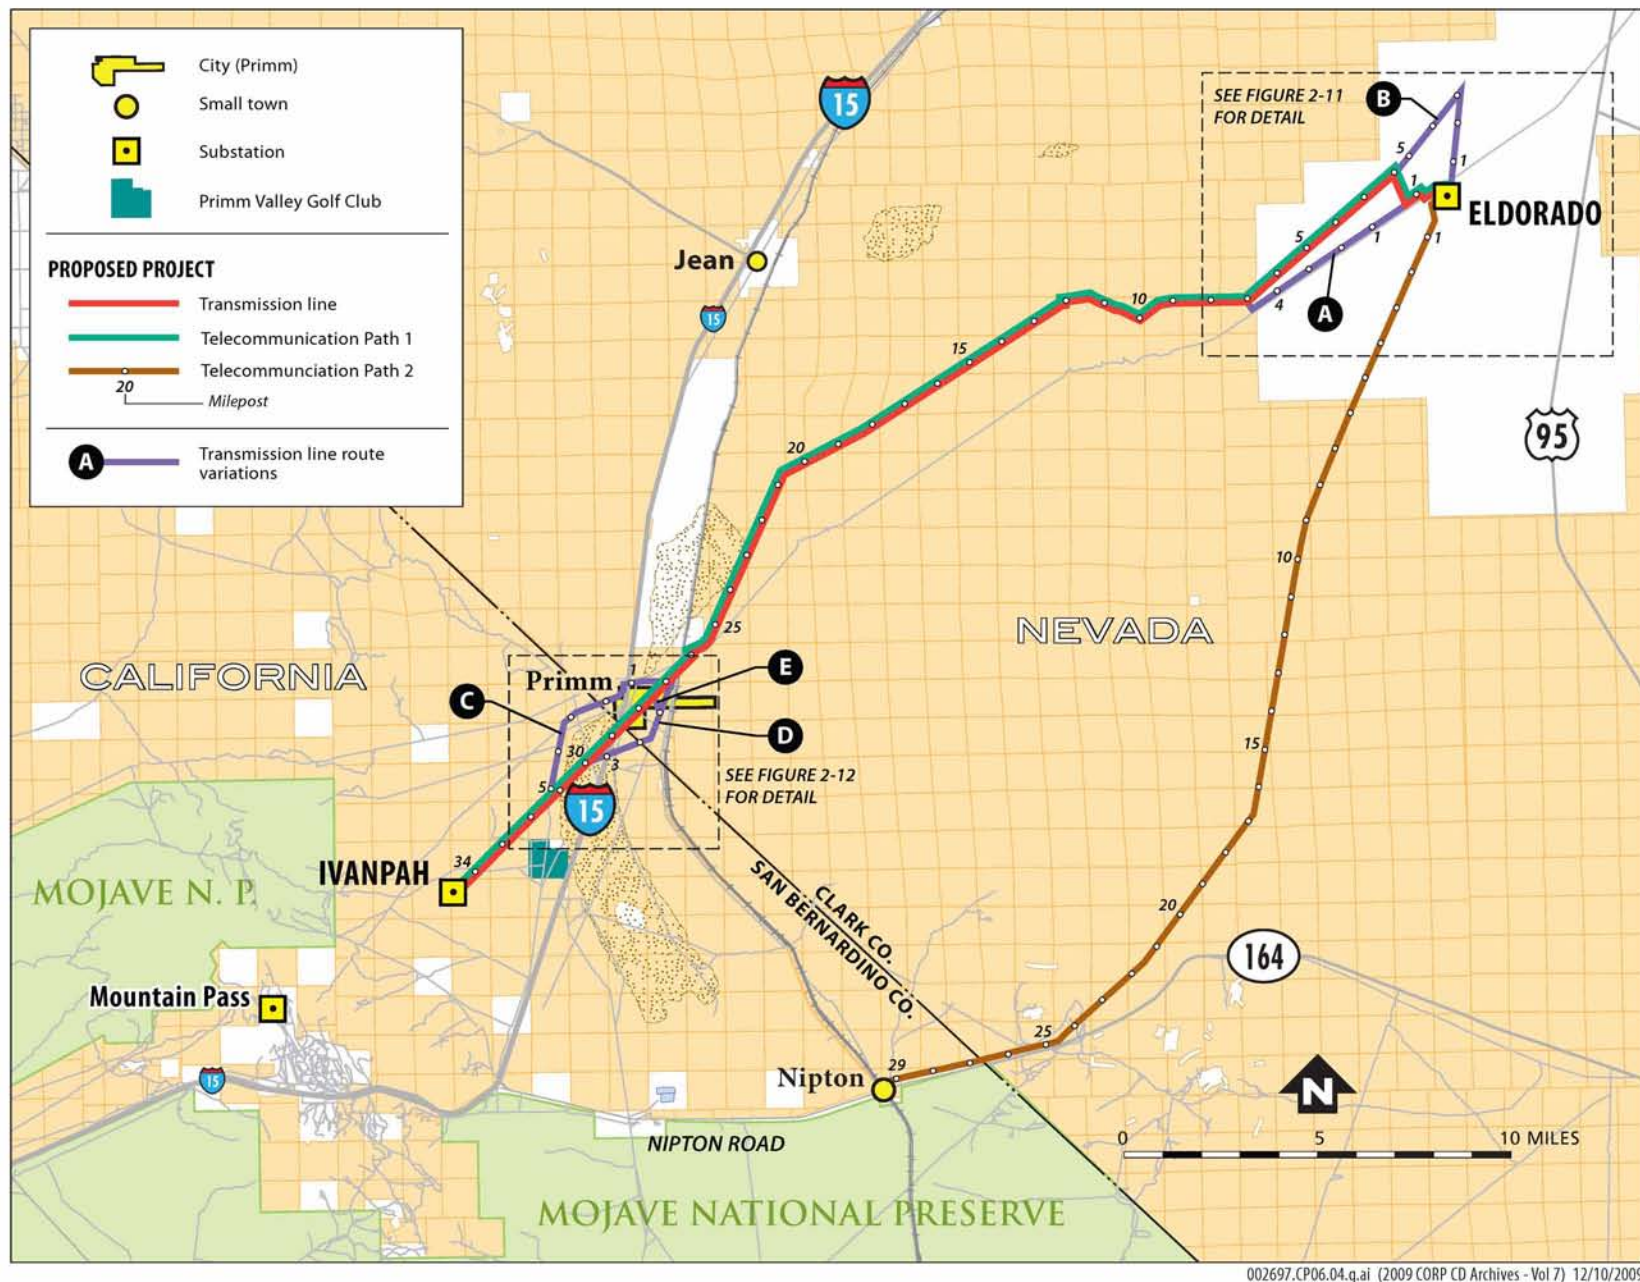 City (Primm)
Small town
Substation
Primm Valley Golf Club
PROPOSED PROJECT
Transmission line
Telecommunication Path 1
Telecommunciation Path 2
20
Milepost
A
Transmission line route
variations
15
SEE FIGURE 2-11
FOR DETAIL
B
5
1
1
ELDORADO
5
1
1
4
A
Jean
15
10
15
95
20
10
25
NEVADA
CALIFORNIA
1
E
Primm
C
D
30
3
15
SEE FIGURE 2-12
FOR DETAIL
5
15
34
IVANPAH
MOJAVE N. P.
CLARK CO.
SAN BERNARDINO CO.
20
164
Mountain Pass
25
29
Nipton
15
N
NIPTON ROAD
0 5 10 MILES
MOJAVE NATIONAL PRESERVE
002697.CP06.04.g.ai (2009 CORP CD Archives - Vol 7) 12/10/2009